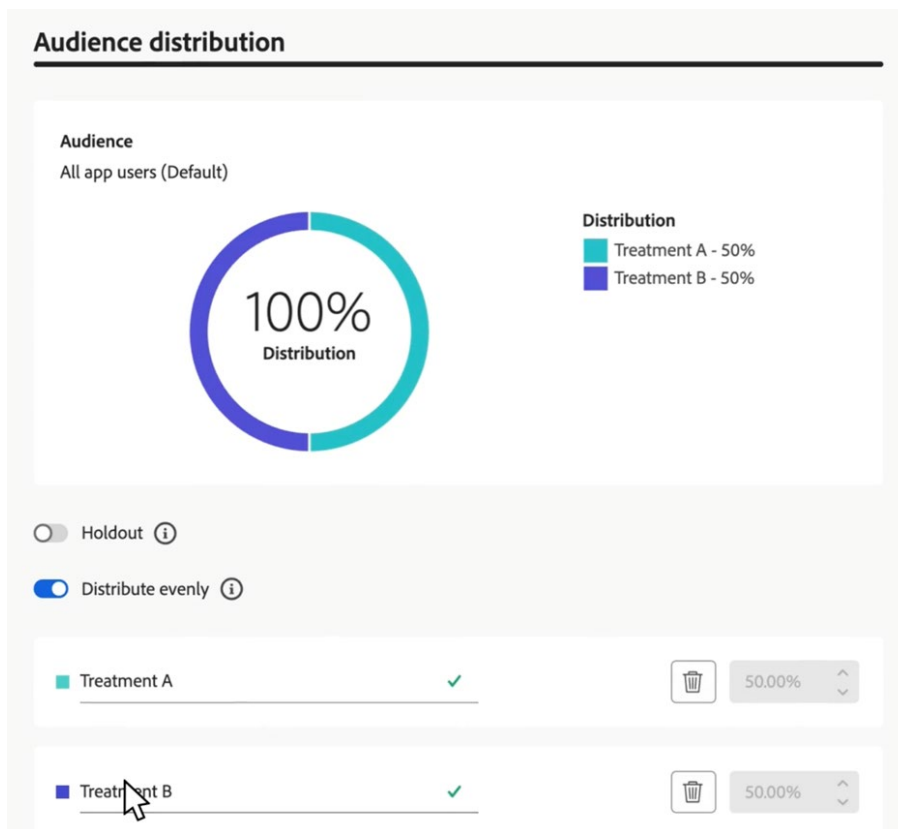 Audience distribution
Audience
All app users (Default)
100%
Distribution
Distribution
Treatment A - 50%
Treatment B - 50%
Holdout
Distribute evenly
Treatment A
50.00%
Treatment B
50.00%